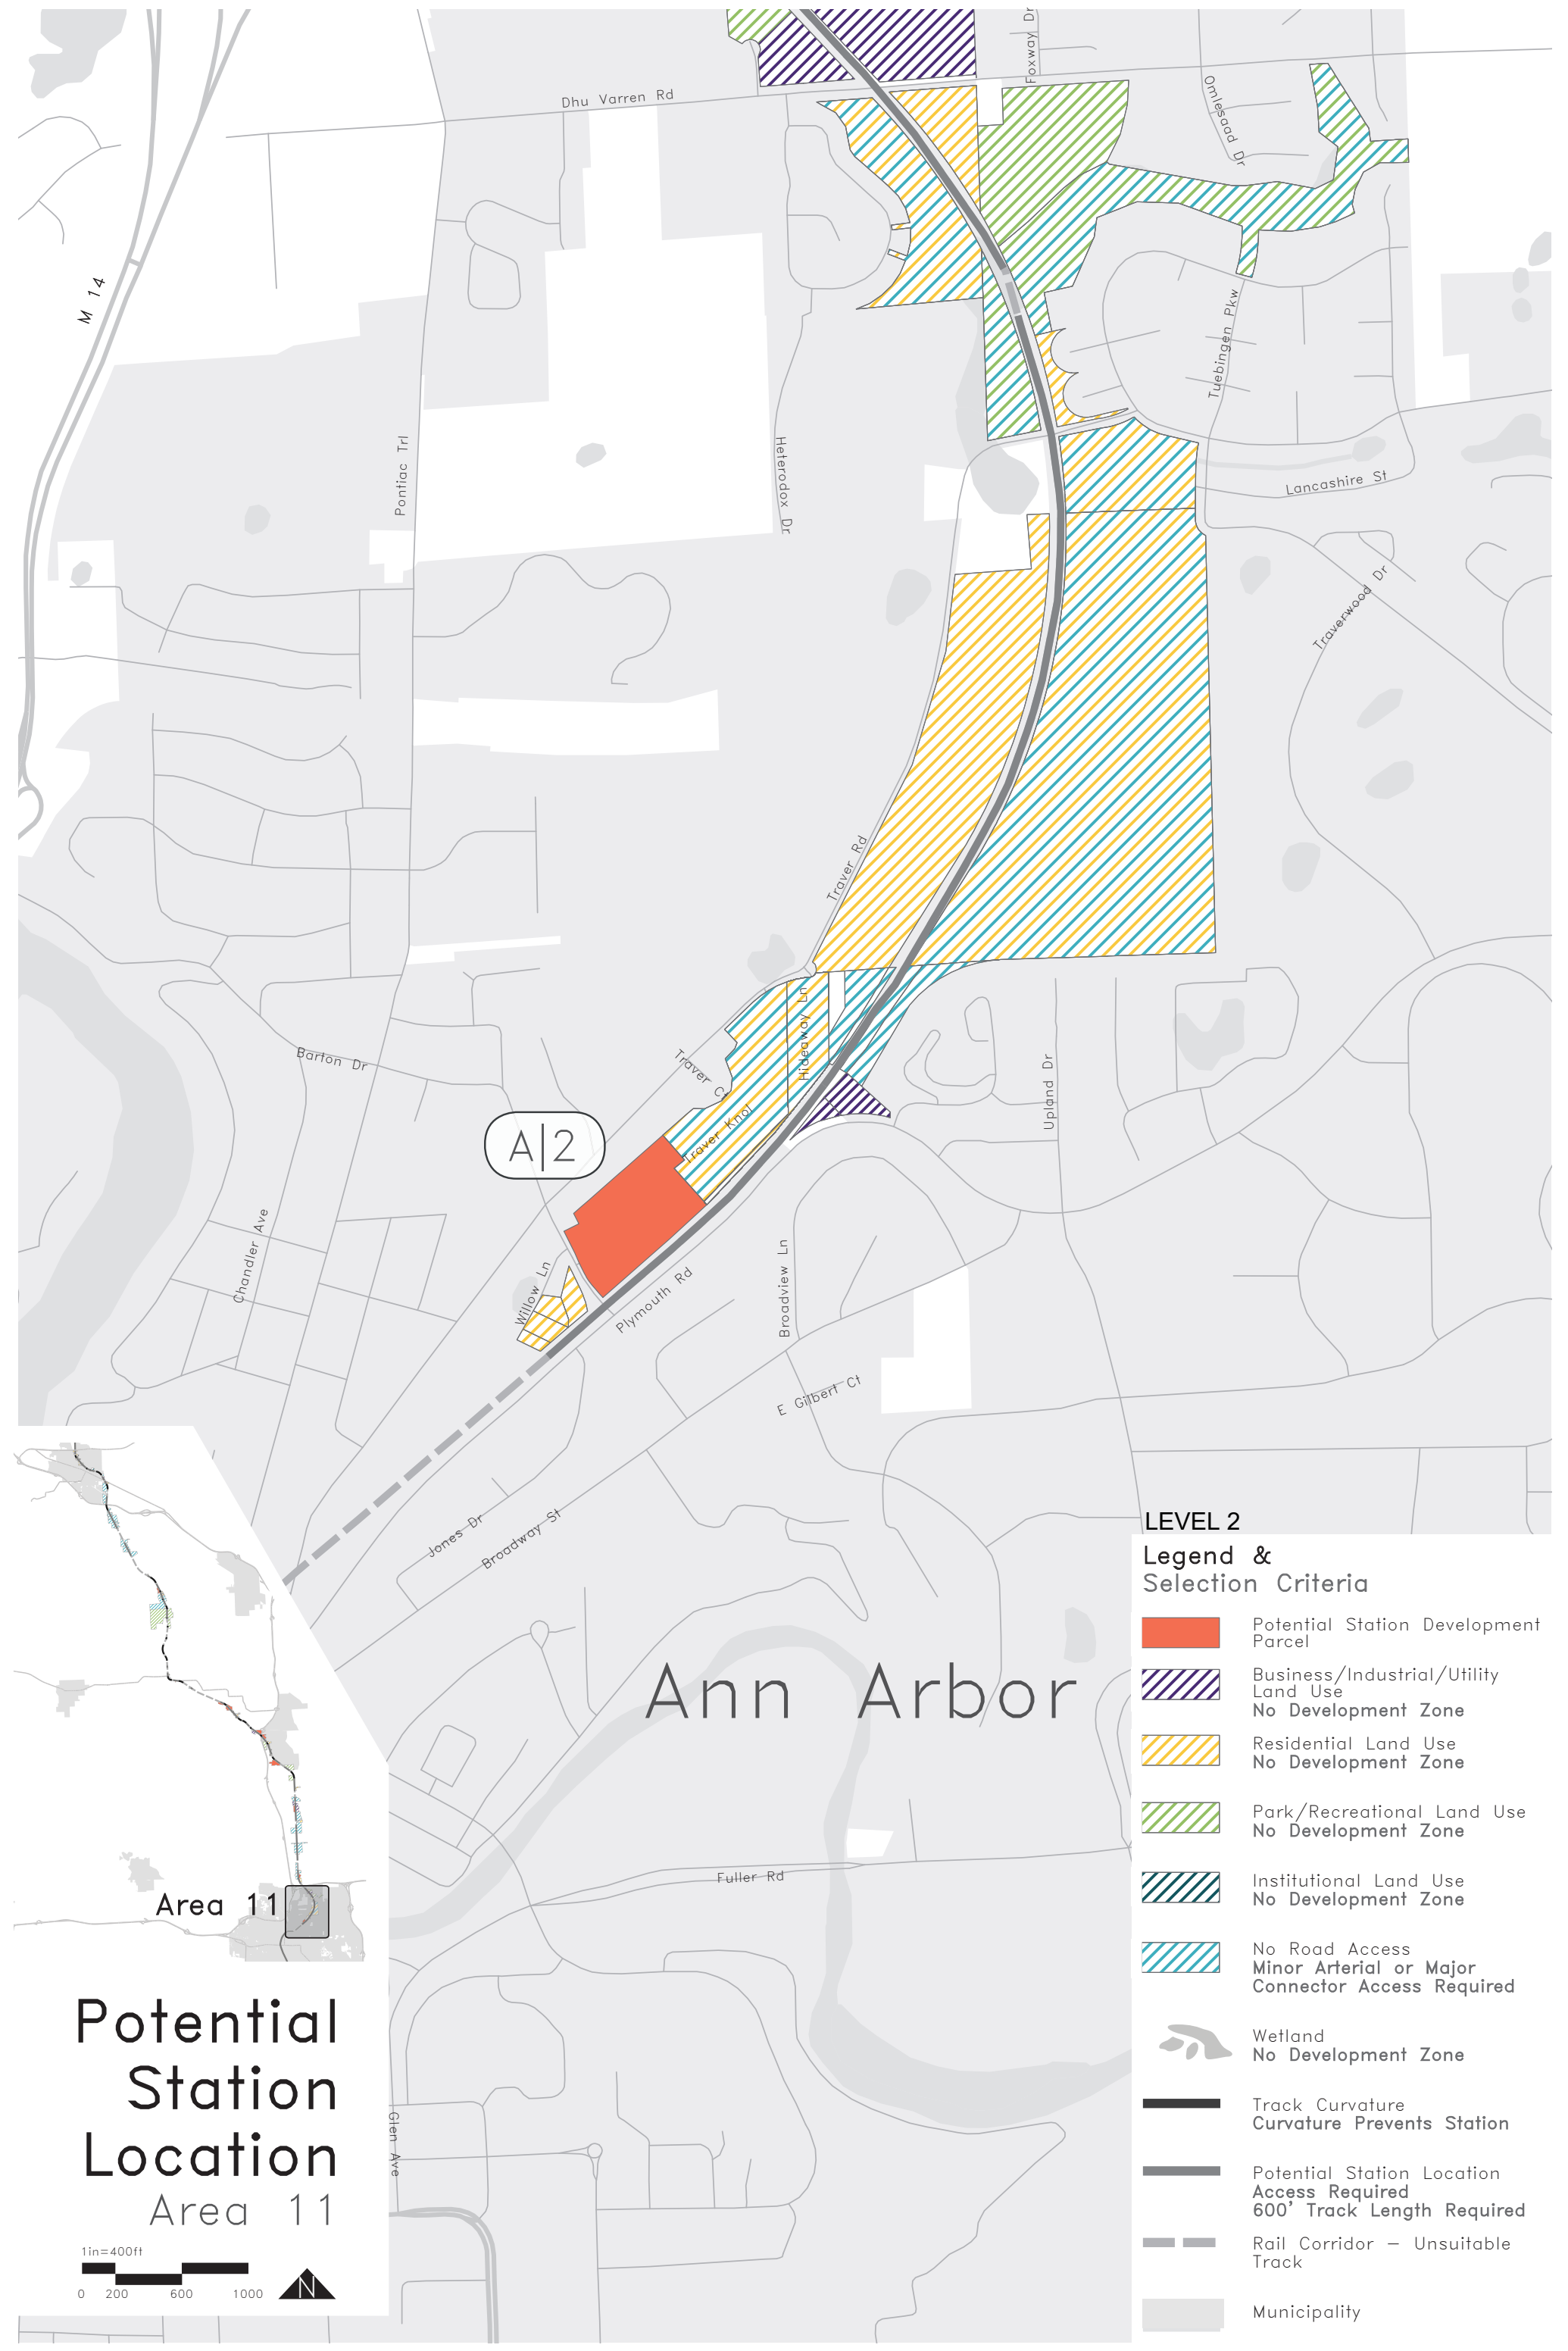 Foxway Dr
Dhu Varren Rd
Omlesaad Dr
M 14
Tuebingen Pkw
Pontiac Trl
Heterodox Dr
Lancashire St
Traverwood Dr
Traver Rd
Hideaway Ln
Barton Dr
Traver Ct
Upland Dr
Traver Knol
A|2
Chandler Ave
Willow Ln
Plymouth Rd
Broadview Ln
E Gilbert Ct
Jones Dr
Broadway St
Ann Arbor
Fuller Rd
Glen Ave
Area 11
Potential
Station
Location
Area 11
1in=400ft
0 200 600 1000
N
LEVEL 2
Legend &
Selection Criteria
Potential Station Development
Parcel
Business/Industrial/Utility
Land Use
No Development Zone
Residential Land Use
No Development Zone
Park/Recreational Land Use
No Development Zone
Institutional Land Use
No Development Zone
No Road Access
Minor Arterial or Major
Connector Access Required
Wetland
No Development Zone
Track Curvature
Curvature Prevents Station
Potential Station Location
Access Required
600' Track Length Required
Rail Corridor – Unsuitable
Track
Municipality